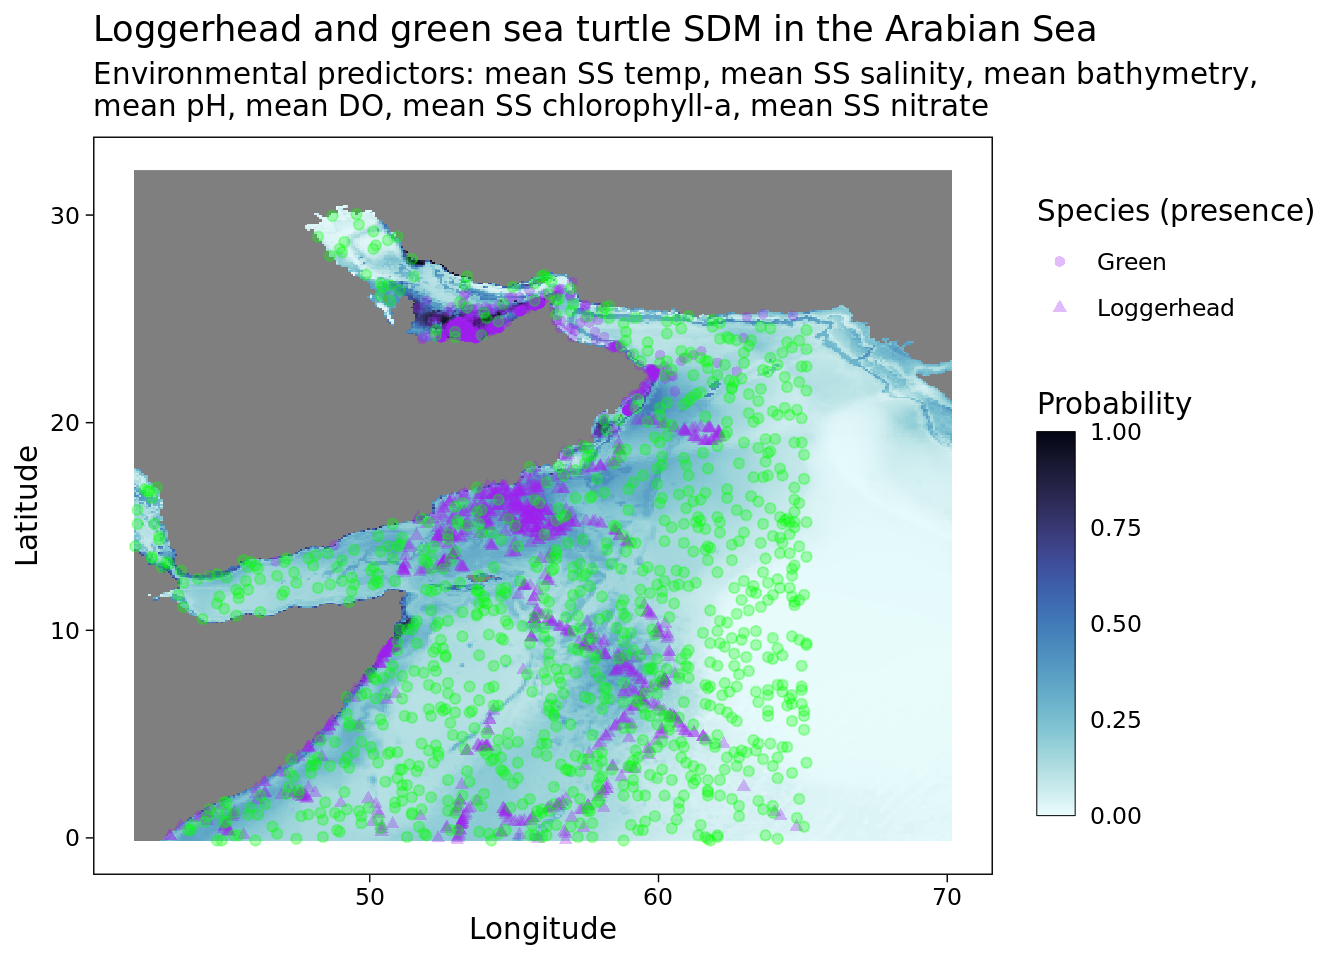 Loggerhead and green sea turtle SDM in the Arabian Sea
Environmental predictors: mean SS temp, mean SS salinity, mean bathymetry,
mean pH, mean DO, mean SS chlorophyll-a, mean SS nitrate
30
20
10
0
Latitude
50
60
70
Longitude
Species (presence)
Green
Loggerhead
Probability
1.00
0.75
0.50
0.25
0.00